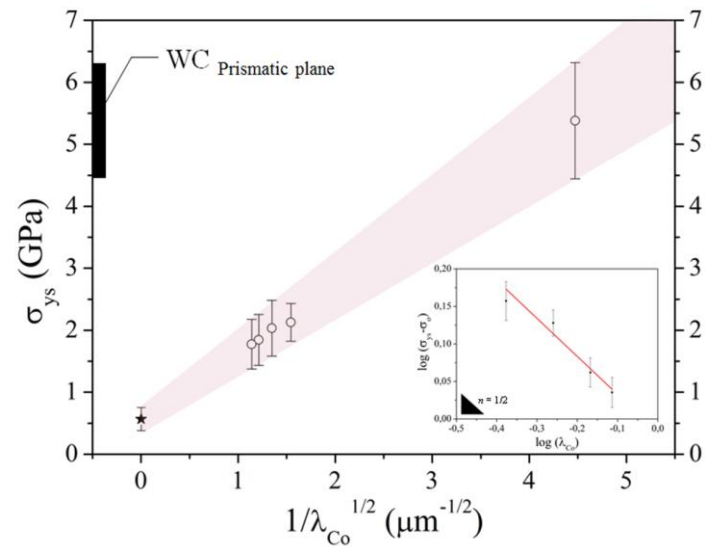 7
6
5
4
3
2
1
0
7
6
5
4
3
2
1
0
σys (GPa)
WC Prismatic plane
0,20
0,15
0,10
0,05
0,00
log (σys-σo)
n = 1/2
-0,5 -0,4 -0,3 -0,2 -0,1 0,0
log (λCo)
0 1 2 3 4 5
1/λCo 1/2 (μm-1/2)